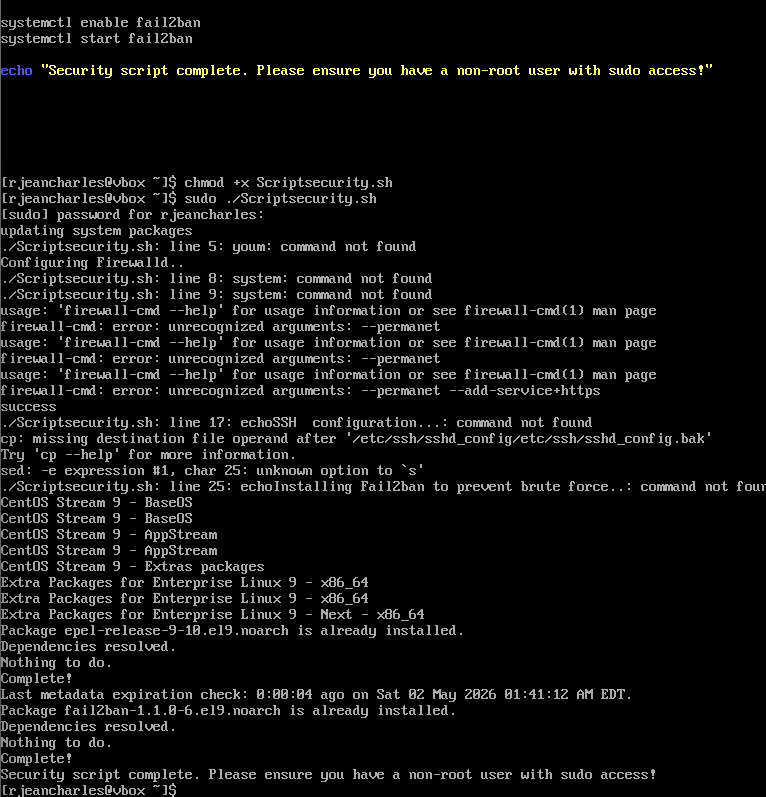 systemctl enable fail2ban
systemctl start fail2ban
echo "Security script complete. Please ensure you have a non-root user with sudo access!"
[rjeancharles@vbox ~]$ chmod +x Scriptsecurity.sh
[rjeancharles@vbox ~]$ sudo ./Scriptsecurity.sh
[sudo] password for rjeancharles:
updating system packages
./Scriptsecurity.sh: line 5: youm: command not found
Configuring Firewalld..
./Scriptsecurity.sh: line 8: system: command not found
./Scriptsecurity.sh: line 9: system: command not found
usage: 'firewall-cmd --help' for usage information or see firewall-cmd(1) man page
firewall-cmd: error: unrecognized arguments: --permanet
usage: 'firewall-cmd --help' for usage information or see firewall-cmd(1) man page
firewall-cmd: error: unrecognized arguments: --permanet
usage: 'firewall-cmd --help' for usage information or see firewall-cmd(1) man page
firewall-cmd: error: unrecognized arguments: --permanet --add-service+https
success
./Scriptsecurity.sh: line 17: echoSSH  configuration...: command not found
cp: missing destination file operand after '/etc/ssh/sshd_config/etc/ssh/sshd_config.bak'
Try 'cp --help' for more information.
sed: -e expression #1, char 25: unknown option to `s'
./Scriptsecurity.sh: line 25: echoInstalling Fail2ban to prevent brute force..: command not foun
CentOS Stream 9 - BaseOS
CentOS Stream 9 - BaseOS
CentOS Stream 9 - AppStream
CentOS Stream 9 - AppStream
CentOS Stream 9 - Extras packages
Extra Packages for Enterprise Linux 9 - x86_64
Extra Packages for Enterprise Linux 9 - x86_64
Extra Packages for Enterprise Linux 9 - Next - x86_64
Package epel-release-9-10.el9.noarch is already installed.
Dependencies resolved.
Nothing to do.
Complete!
Last metadata expiration check: 0:00:04 ago on Sat 02 May 2026 01:41:12 AM EDT.
Package fail2ban-1.1.0-6.el9.noarch is already installed.
Dependencies resolved.
Nothing to do.
Complete!
Security script complete. Please ensure you have a non-root user with sudo access!
[rjeancharles@vbox ~]$